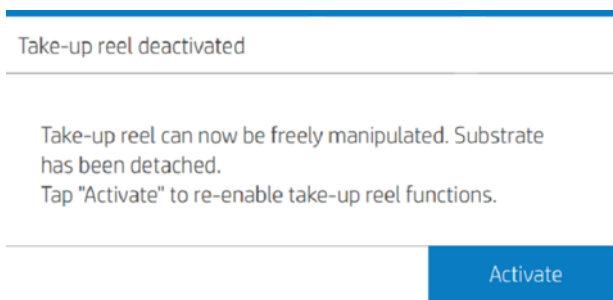 Take-up reel deactivated
Take-up reel can now be freely manipulated. Substrate
has been detached.
Tap "Activate" to re-enable take-up reel functions.
Activate